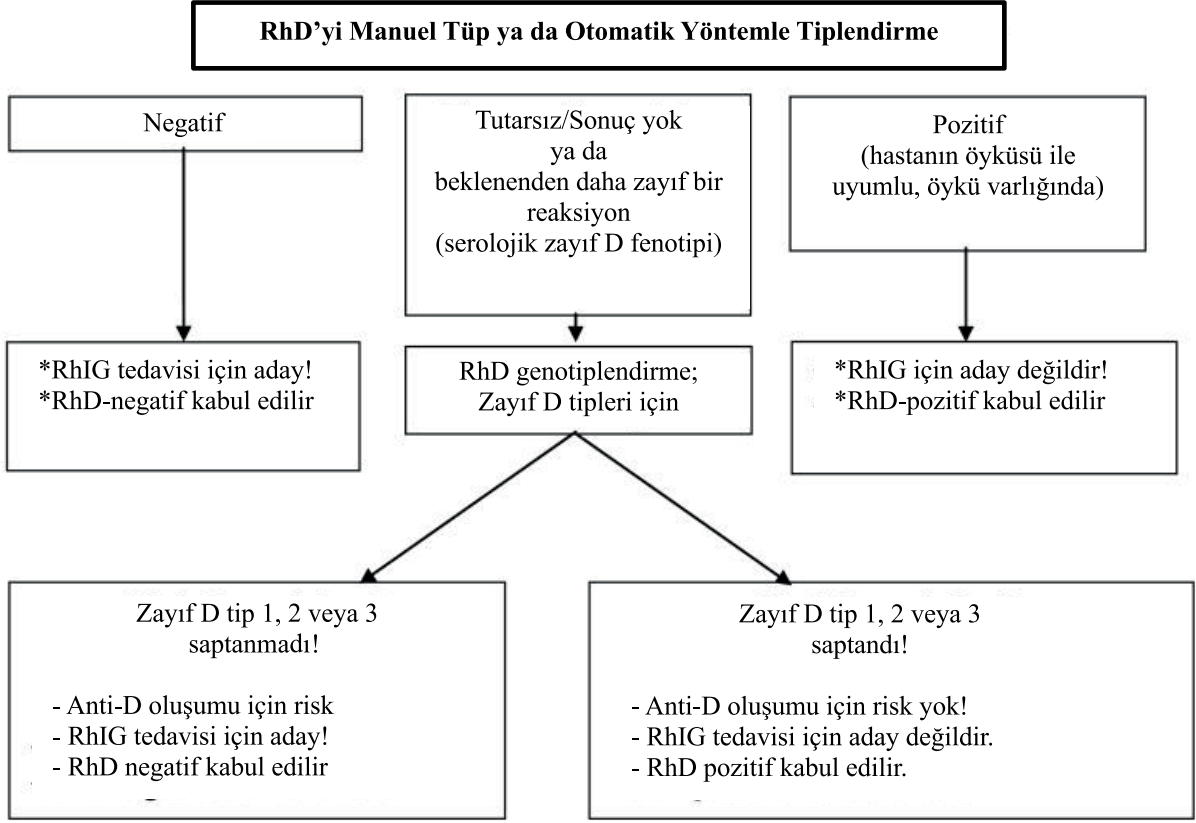 RhD’yi Manuel Tüp ya da Otomatik Yöntemle Tiplendirme
Negatif
Tutarsız/Sonuç yok
ya da
beklenenden daha zayıf bir
reaksiyon
(serolojik zayıf D fenotipi)
Pozitif
(hastanın öyküsü ile
uyumlu, öykü varlığında)
*RhIG tedavisi için aday!
*RhD-negatif kabul edilir
RhD genotiplendirme;
Zayıf D tipleri için
*RhIG için aday değildir!
*RhD-pozitif kabul edilir
Zayıf D tip 1, 2 veya 3
saptanmadı!
- Anti-D oluşumu için risk
- RhIG tedavisi için aday!
- RhD negatif kabul edilir
Zayıf D tip 1, 2 veya 3
saptandı!
- Anti-D oluşumu için risk yok!
- RhIG tedavisi için aday değildir.
- RhD pozitif kabul edilir.